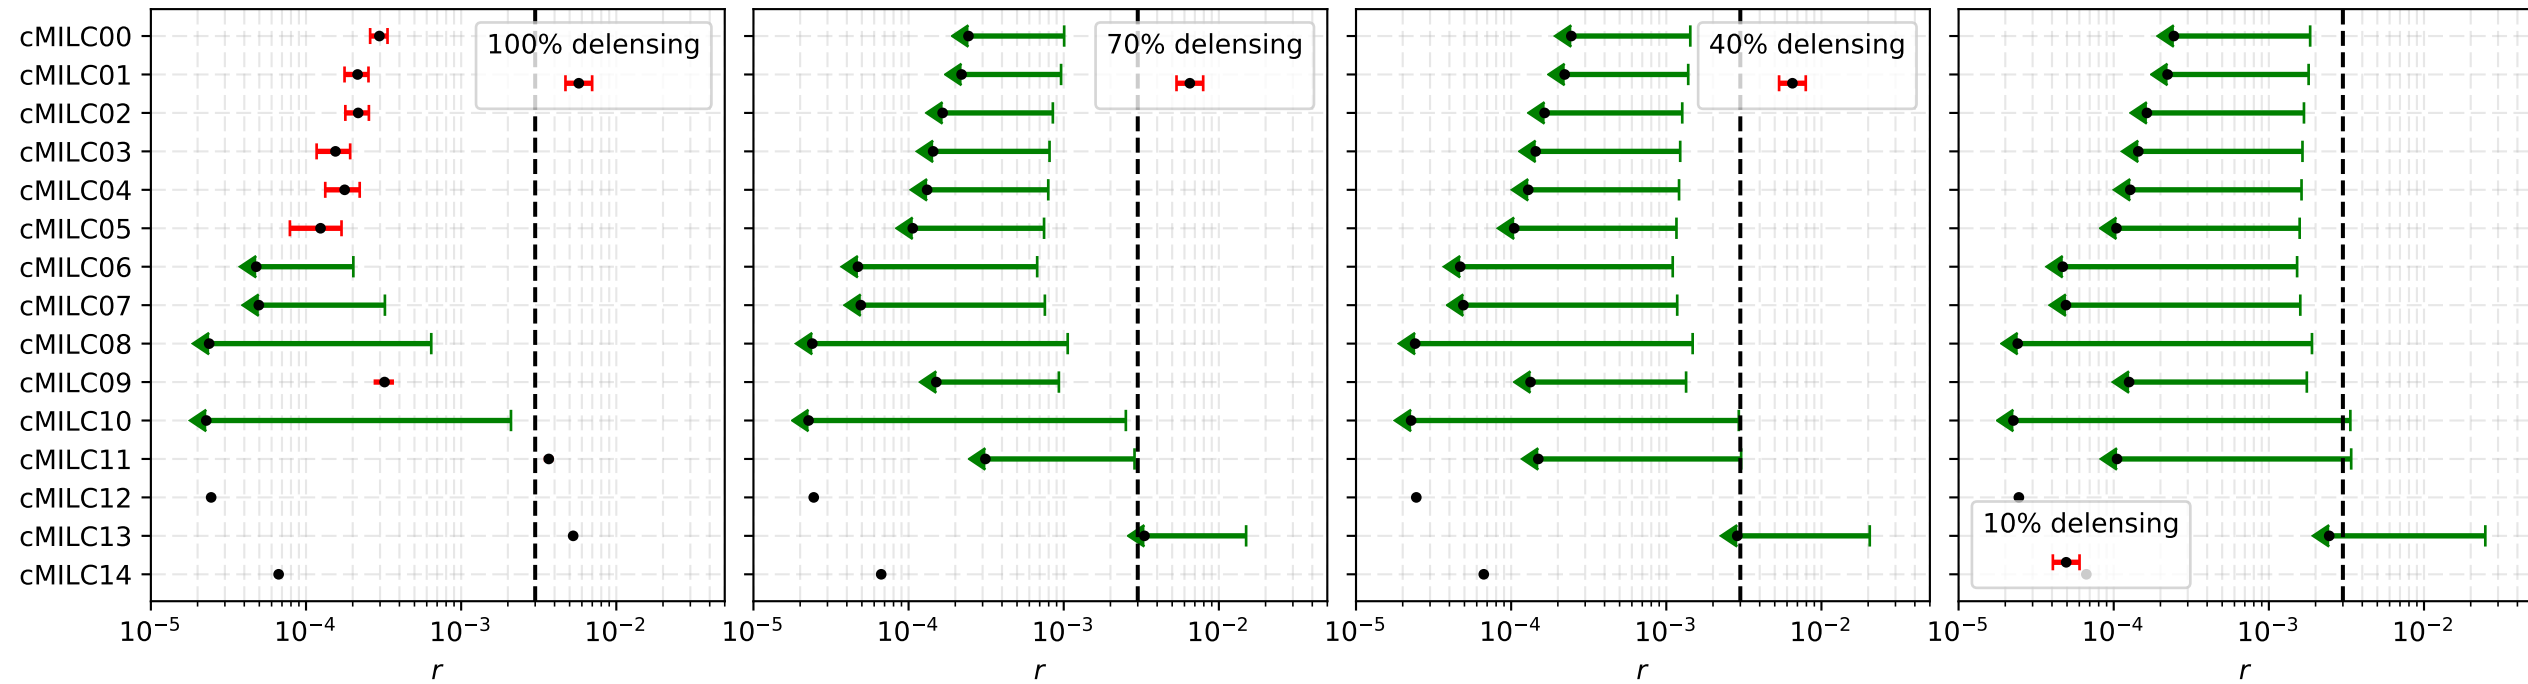 cMILC00
cMILC01
cMILC02
cMILC03
cMILC04
cMILC05
cMILC06
cMILC07
cMILC08
cMILC09
cMILC10
cMILC11
cMILC12
cMILC13
cMILC14
100% delensing
10⁻⁵ 10⁻⁴ 10⁻³ 10⁻²
r
70% delensing
10⁻⁵ 10⁻⁴ 10⁻³ 10⁻²
r
40% delensing
10⁻⁵ 10⁻⁴ 10⁻³ 10⁻²
r
10% delensing
10⁻⁵ 10⁻⁴ 10⁻³ 10⁻²
r